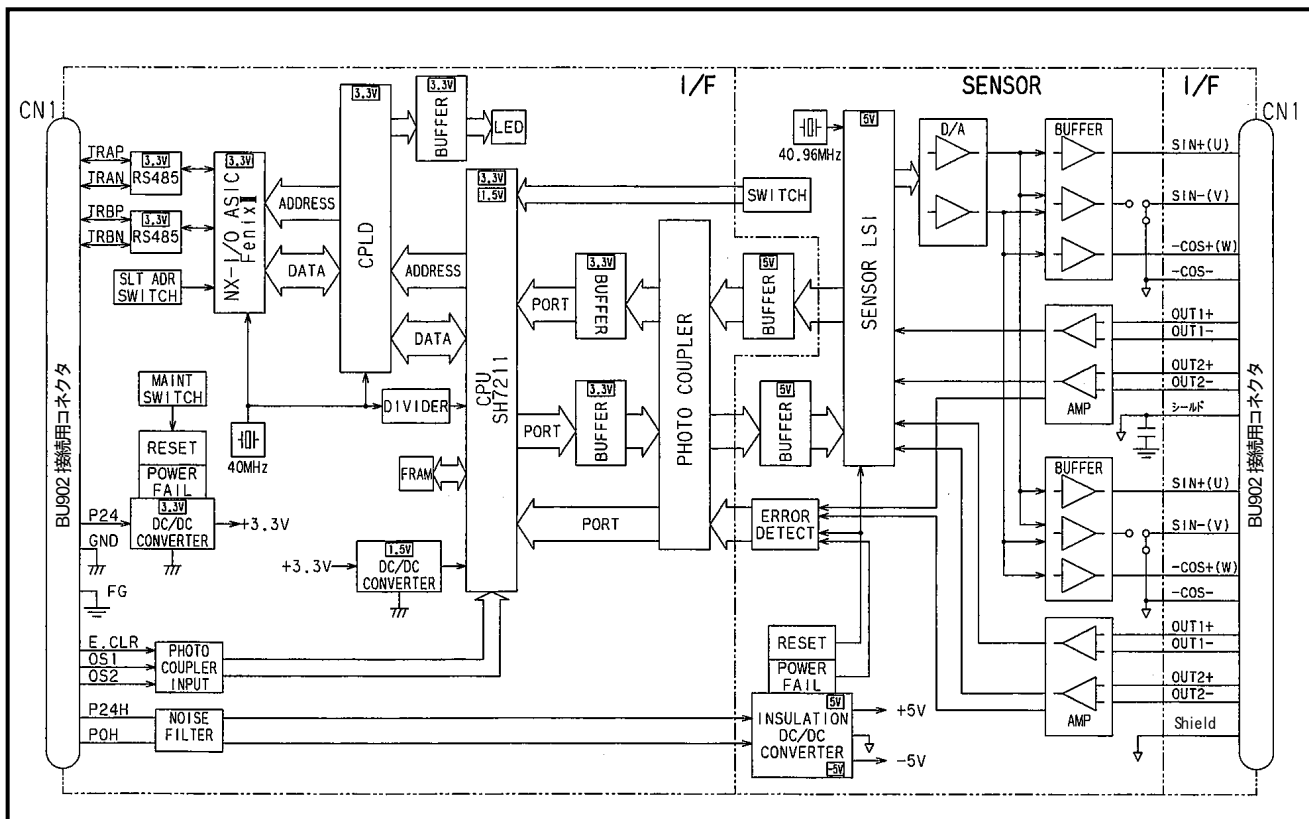 I/F
SENSOR
I/F
CN1
CN1
BU902 接続用コネクタ
TRAP
TRAN
TRBP
TRBN
3.3V
RS485
3.3V
RS485
SLT ADR
SWITCH
3.3V
NX-I/O ASIC
FenixⅡ
ADDRESS
DATA
3.3V
CPLD
3.3V
BUFFER
LED
ADDRESS
DATA
3.3V
1.5V
CPU
SH7211
MAINT
SWITCH
RESET
POWER
FAIL
3.3V
DC/DC
CONVERTER
+3.3V
P24
GND
FG
40MHz
DIVIDER
FRAM
+3.3V
1.5V
DC/DC
CONVERTER
E.CLR
OS1
OS2
PHOTO
COUPLER
INPUT
P24H
POH
NOISE
FILTER
PORT
3.3V
BUFFER
PORT
3.3V
BUFFER
PORT
PHOTO COUPLER
SWITCH
40.96MHz
5V
BUFFER
5V
BUFFER
5V
SENSOR LSI
ERROR
DETECT
RESET
POWER
FAIL
5V
INSULATION
DC/DC
CONVERTER
-5V
+5V
-5V
D/A
BUFFER
SIN+(U)
SIN-(V)
-COS+(W)
-COS-
AMP
OUT1+
OUT1-
OUT2+
OUT2-
シールド
BUFFER
SIN+(U)
SIN-(V)
-COS+(W)
-COS-
AMP
OUT1+
OUT1-
OUT2+
OUT2-
Shield
BU902 接続用コネクタ